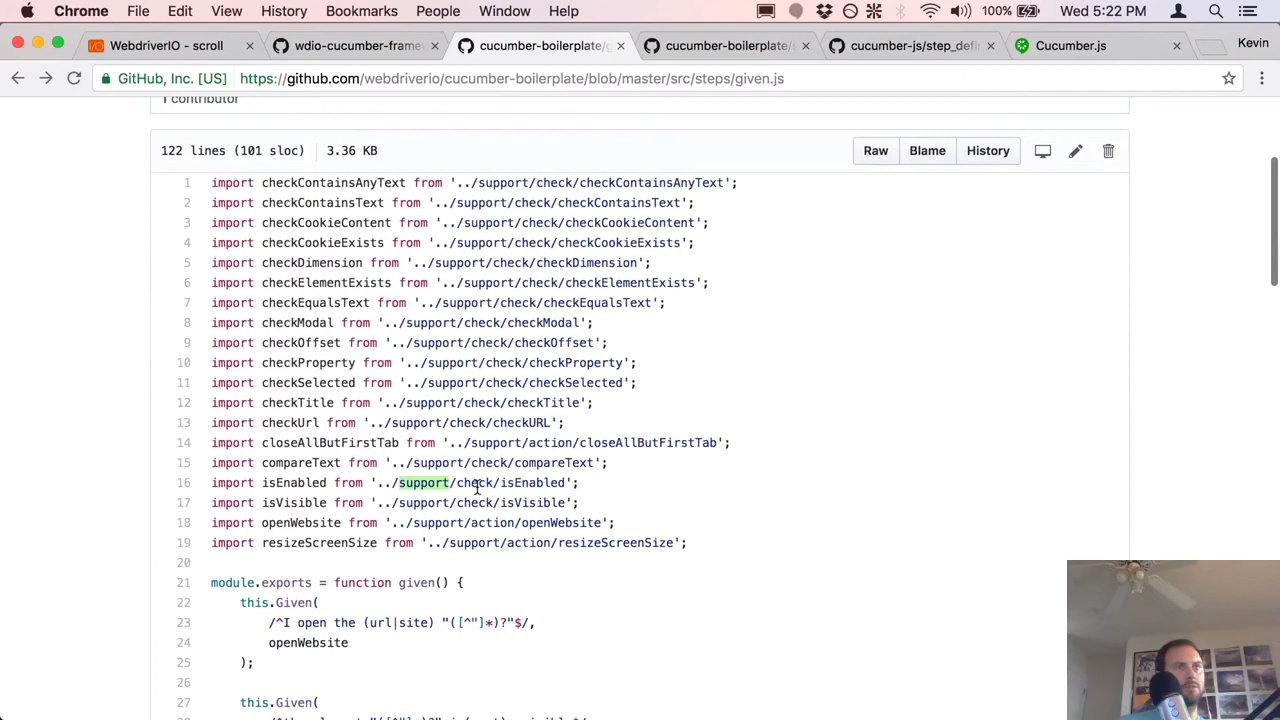 Chrome File Edit View History Bookmarks People Window Help 100% Wed 5:22 PM
WebdriverIO - scroll × wdio-cucumber-frame × cucumber-boilerplate/g × cucumber-boilerplate/s × cucumber-js/step_defi × Cucumber.js × Kevin
GitHub, Inc. [US] https://github.com/webdriverio/cucumber-boilerplate/blob/master/src/steps/given.js
1 contributor
122 lines (101 sloc) 3.36 KB Raw Blame History
1 import checkContainsAnyText from '../support/check/checkContainsAnyText';
2 import checkContainsText from '../support/check/checkContainsText';
3 import checkCookieContent from '../support/check/checkCookieContent';
4 import checkCookieExists from '../support/check/checkCookieExists';
5 import checkDimension from '../support/check/checkDimension';
6 import checkElementExists from '../support/check/checkElementExists';
7 import checkEqualsText from '../support/check/checkEqualsText';
8 import checkModal from '../support/check/checkModal';
9 import checkOffset from '../support/check/checkOffset';
10 import checkProperty from '../support/check/checkProperty';
11 import checkSelected from '../support/check/checkSelected';
12 import checkTitle from '../support/check/checkTitle';
13 import checkUrl from '../support/check/checkURL';
14 import closeAllButFirstTab from '../support/action/closeAllButFirstTab';
15 import compareText from '../support/check/compareText';
16 import isEnabled from '../support/check/isEnabled';
17 import isVisible from '../support/check/isVisible';
18 import openWebsite from '../support/action/openWebsite';
19 import resizeScreenSize from '../support/action/resizeScreenSize';
20
21 module.exports = function given() {
22 this.Given(
23 /^I open the (url|site) "([^"]*)?"$/,
24 openWebsite
25 );
26
27 this.Given(